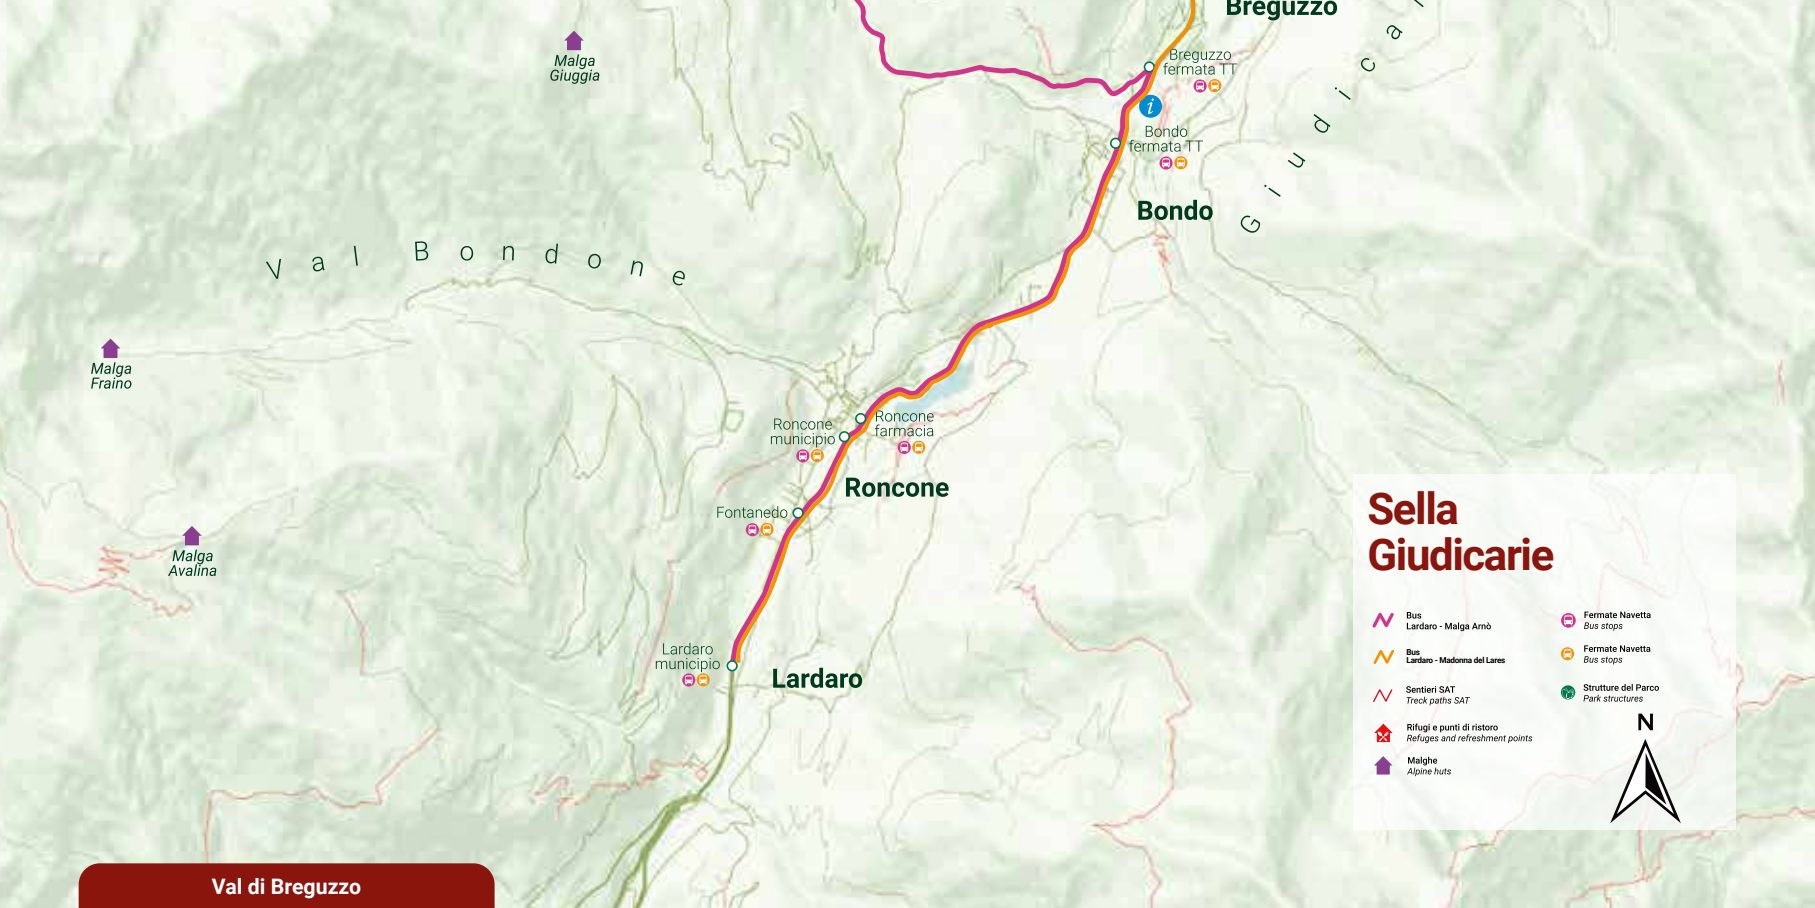 Breguzzo
Malga
Giuggia
Breguzzo
fermata TT
i
Bondo
fermata TT
Bondo
Giudica
Val Bondone
Malga
Fraino
Roncone
municipio
Roncone
farmacia
Roncone
Fontanedo
Malga
Avalina
Lardaro
municipio
Lardaro
Sella
Giudicarie
Bus
Lardaro - Malga Arnò
Bus
Lardaro - Madonna del Lares
Sentieri SAT
Treck paths SAT
Rifugi e punti di ristoro
Refuges and refreshment points
Malghe
Alpine huts
Fermate Navetta
Bus stops
Fermate Navetta
Bus stops
Strutture del Parco
Park structures
N
Val di Breguzzo